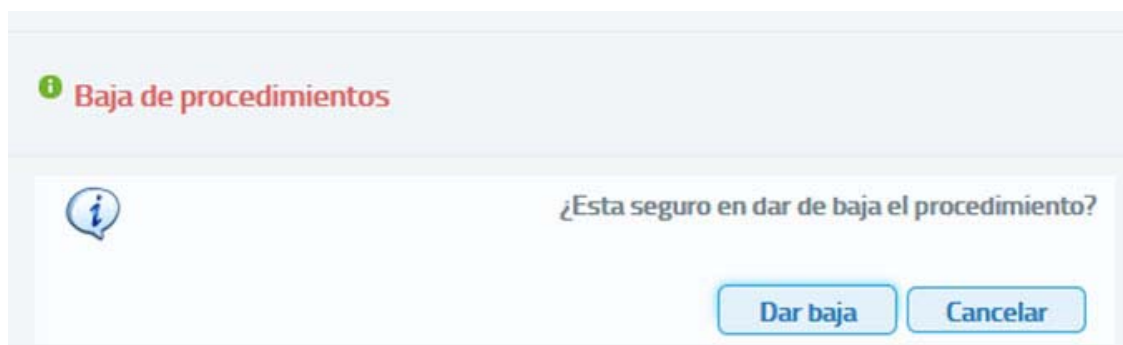 Baja de procedimientos
¿Esta seguro en dar de baja el procedimiento?
Dar baja Cancelar